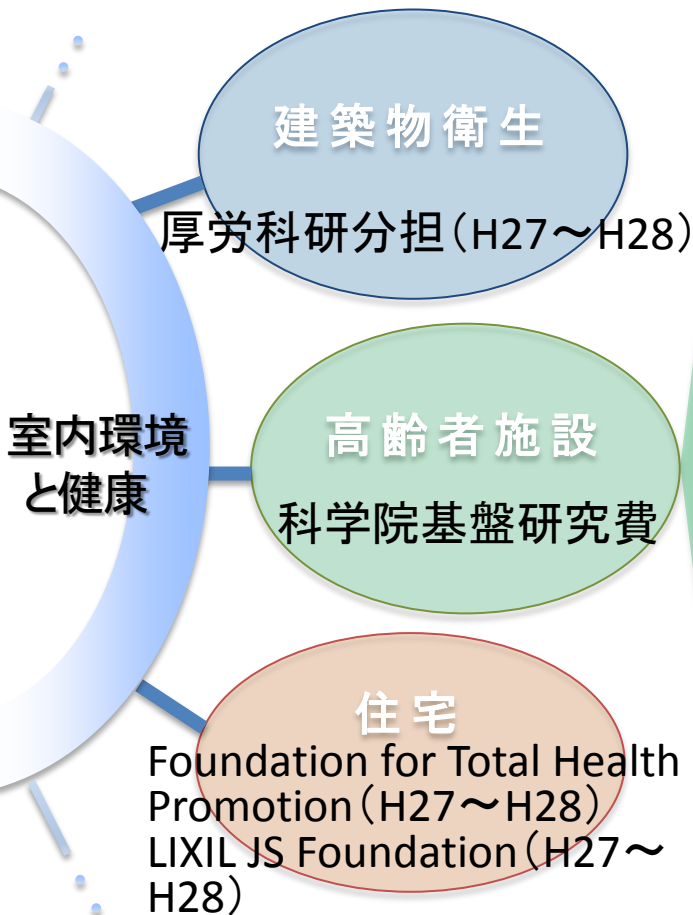 建築物衛生
厚労科研分担（H27～H28）
室内環境
と健康
高齢者施設
科学院基盤研究費
住宅
Foundation for Total Health
Promotion（H27～H28）
LIXIL JS Foundation（H27～
H28）